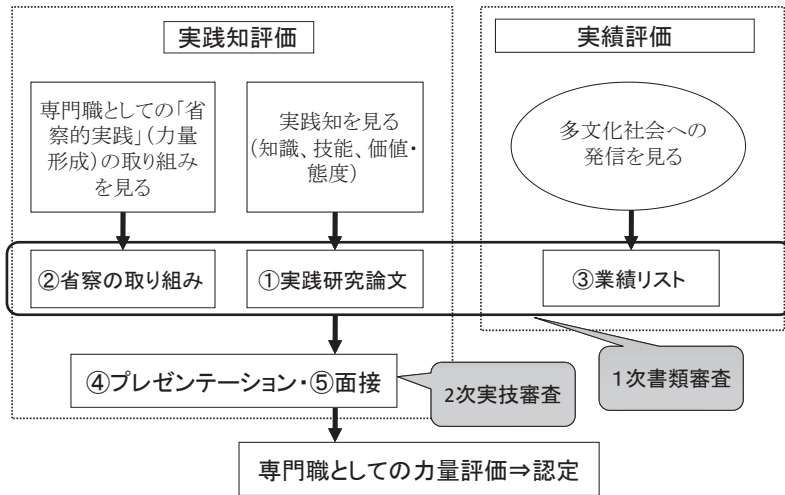 実践知評価
実績評価
専門職としての「省
察的実践」(力量
形成)の取り組み
を見る
実践知を見る
(知識、技能、価値・
態度)
多文化社会への
発信を見る
②省察の取り組み
①実践研究論文
③業績リスト
④プレゼンテーション・⑤面接
2次実技審査
1次書類審査
専門職としての力量評価⇒認定